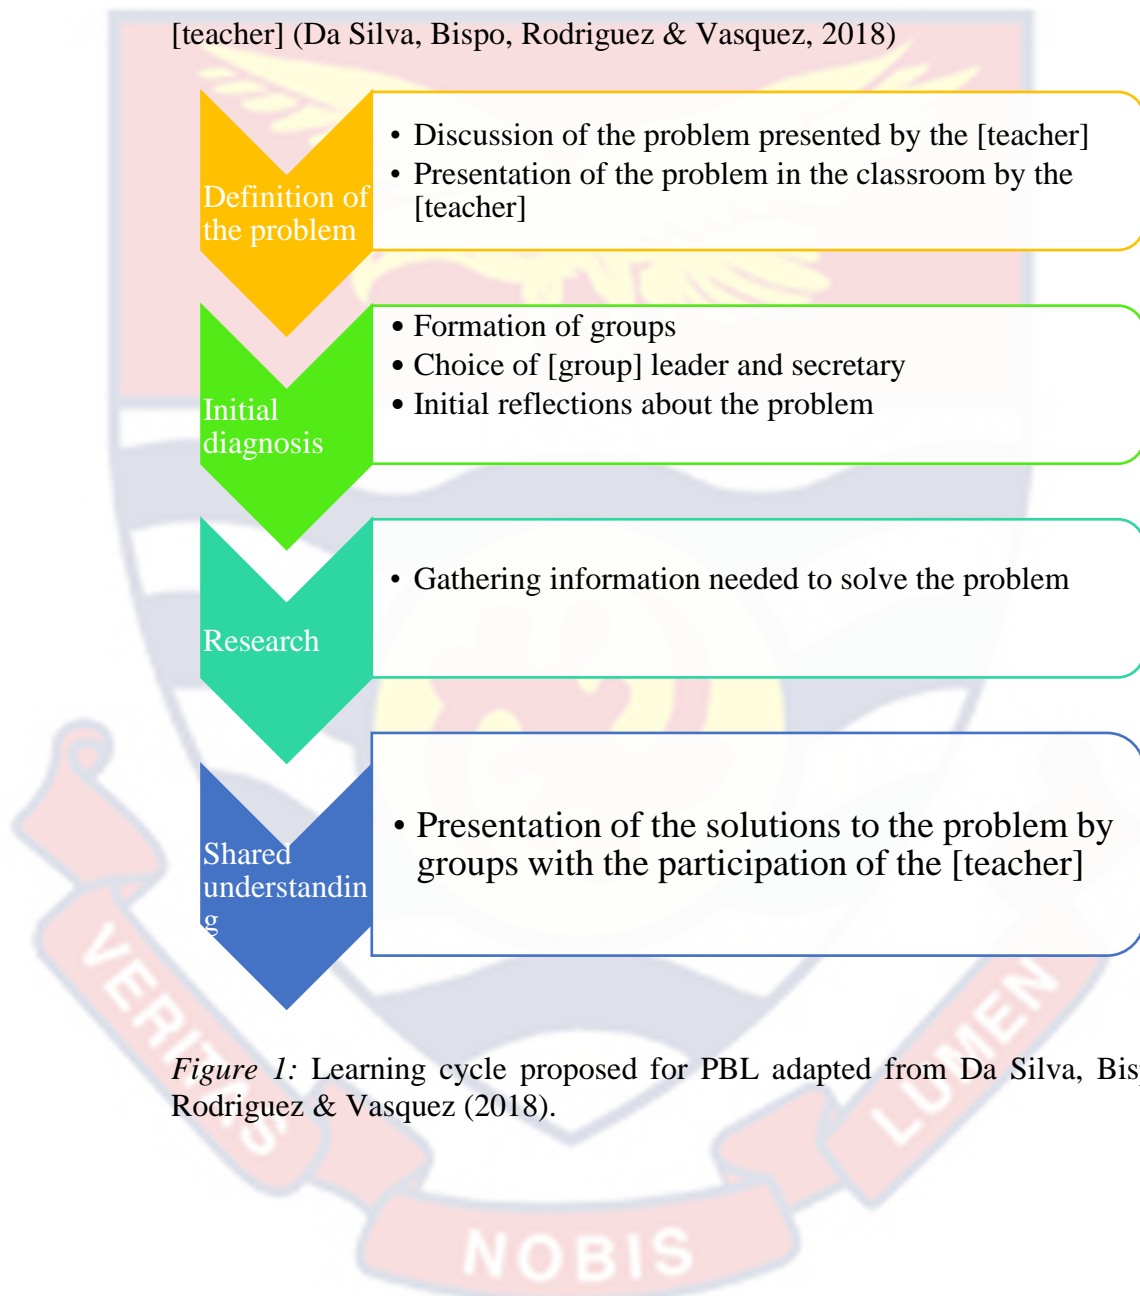 [teacher] (Da Silva, Bispo, Rodriguez & Vasquez, 2018)
Definition of
the problem
• Discussion of the problem presented by the [teacher]
• Presentation of the problem in the classroom by the
[teacher]
Initial
diagnosis
• Formation of groups
• Choice of [group] leader and secretary
• Initial reflections about the problem
Research
• Gathering information needed to solve the problem
Shared
understandin
g
• Presentation of the solutions to the problem by
groups with the participation of the [teacher]
Figure 1: Learning cycle proposed for PBL adapted from Da Silva, Bisp
Rodriguez & Vasquez (2018).
VERITAS
NOBIS
LUMEN